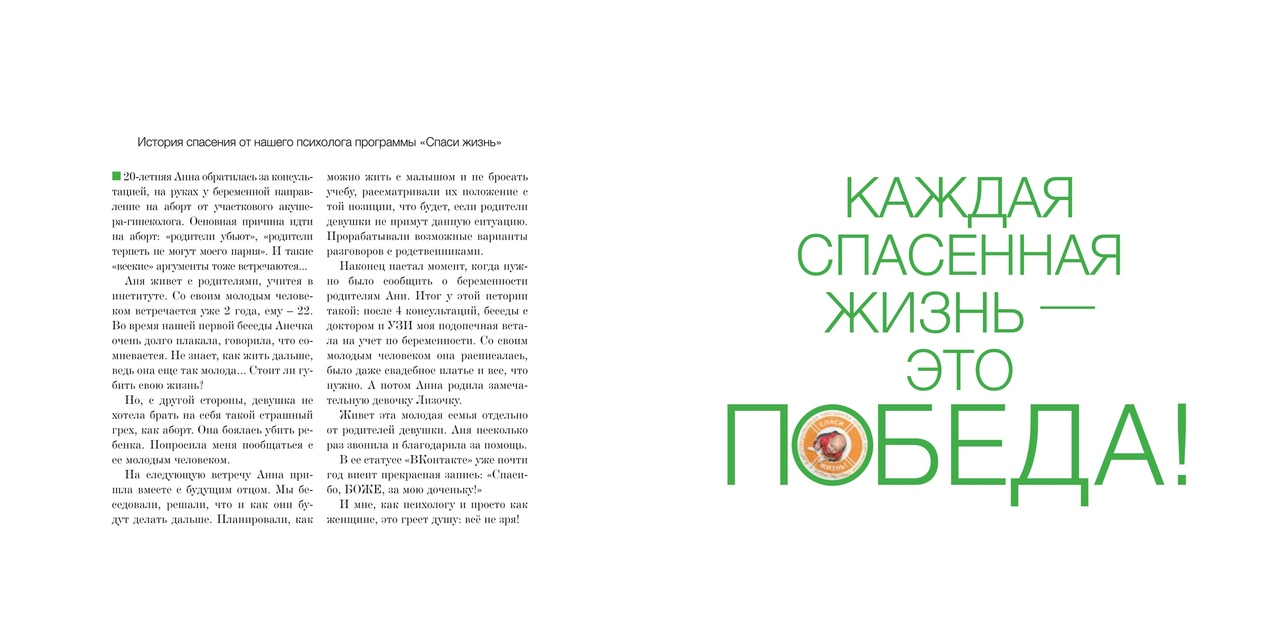 История спасения от нашего психолога программы «Спаси жизнь»
20-летняя Анна обратилась за консуль-
тацией, на руках у беременной направ-
ление на аборт от участкового акуше-
ра-гинеколога. Основная причина идти
на аборт: «родители убьют», «родители
терпеть не могут моего парня». И такие
«веские» аргументы тоже встречаются...
Аня живет с родителями, учится в
институте. Со своим молодым челове-
ком встречается уже 2 года, ему – 22.
Во время нашей первой беседы Анечка
очень долго плакала, говорила, что со-
мневается. Не знает, как жить дальше,
ведь она еще так молода... Стоит ли гу-
бить свою жизнь?
Но, с другой стороны, девушка не
хотела брать на себя такой страшный
грех, как аборт. Она боялась убить ре-
бенка. Попросила меня пообщаться с
ее молодым человеком.
На следующую встречу Анна при-
шла вместе с будущим отцом. Мы бе-
седовали, решали, что и как они бу-
дут делать дальше. Планировали, как
можно жить с малышом и не бросать
учебу, рассматривали их положение с
той позиции, что будет, если родители
девушки не примут данную ситуацию.
Прорабатывали возможные варианты
разговоров с родственниками.
Наконец настал момент, когда нуж-
но было сообщить о беременности
родителям Ани. Итог у этой истории
такой: после 4 консультаций, беседы с
доктором и УЗИ моя подопечная вста-
ла на учет по беременности. Со своим
молодым человеком она расписалась,
было даже свадебное платье и все, что
нужно. А потом Анна родила замеча-
тельную девочку Лизочку.
Живет эта молодая семья отдельно
от родителей девушки. Аня несколько
раз звонила и благодарила за помощь.
В ее статусе «ВКонтакте» уже почти
год висит прекрасная запись: «Спаси-
бо, БОЖЕ, за мою доченьку!»
И мне, как психологу и просто как
женщине, это греет душу: всё не зря!
КАЖДАЯ
СПАСЕННАЯ
ЖИЗНЬ —
ЭТО
ПОБЕДА!
СПАСИ
ЖИЗНЬ!